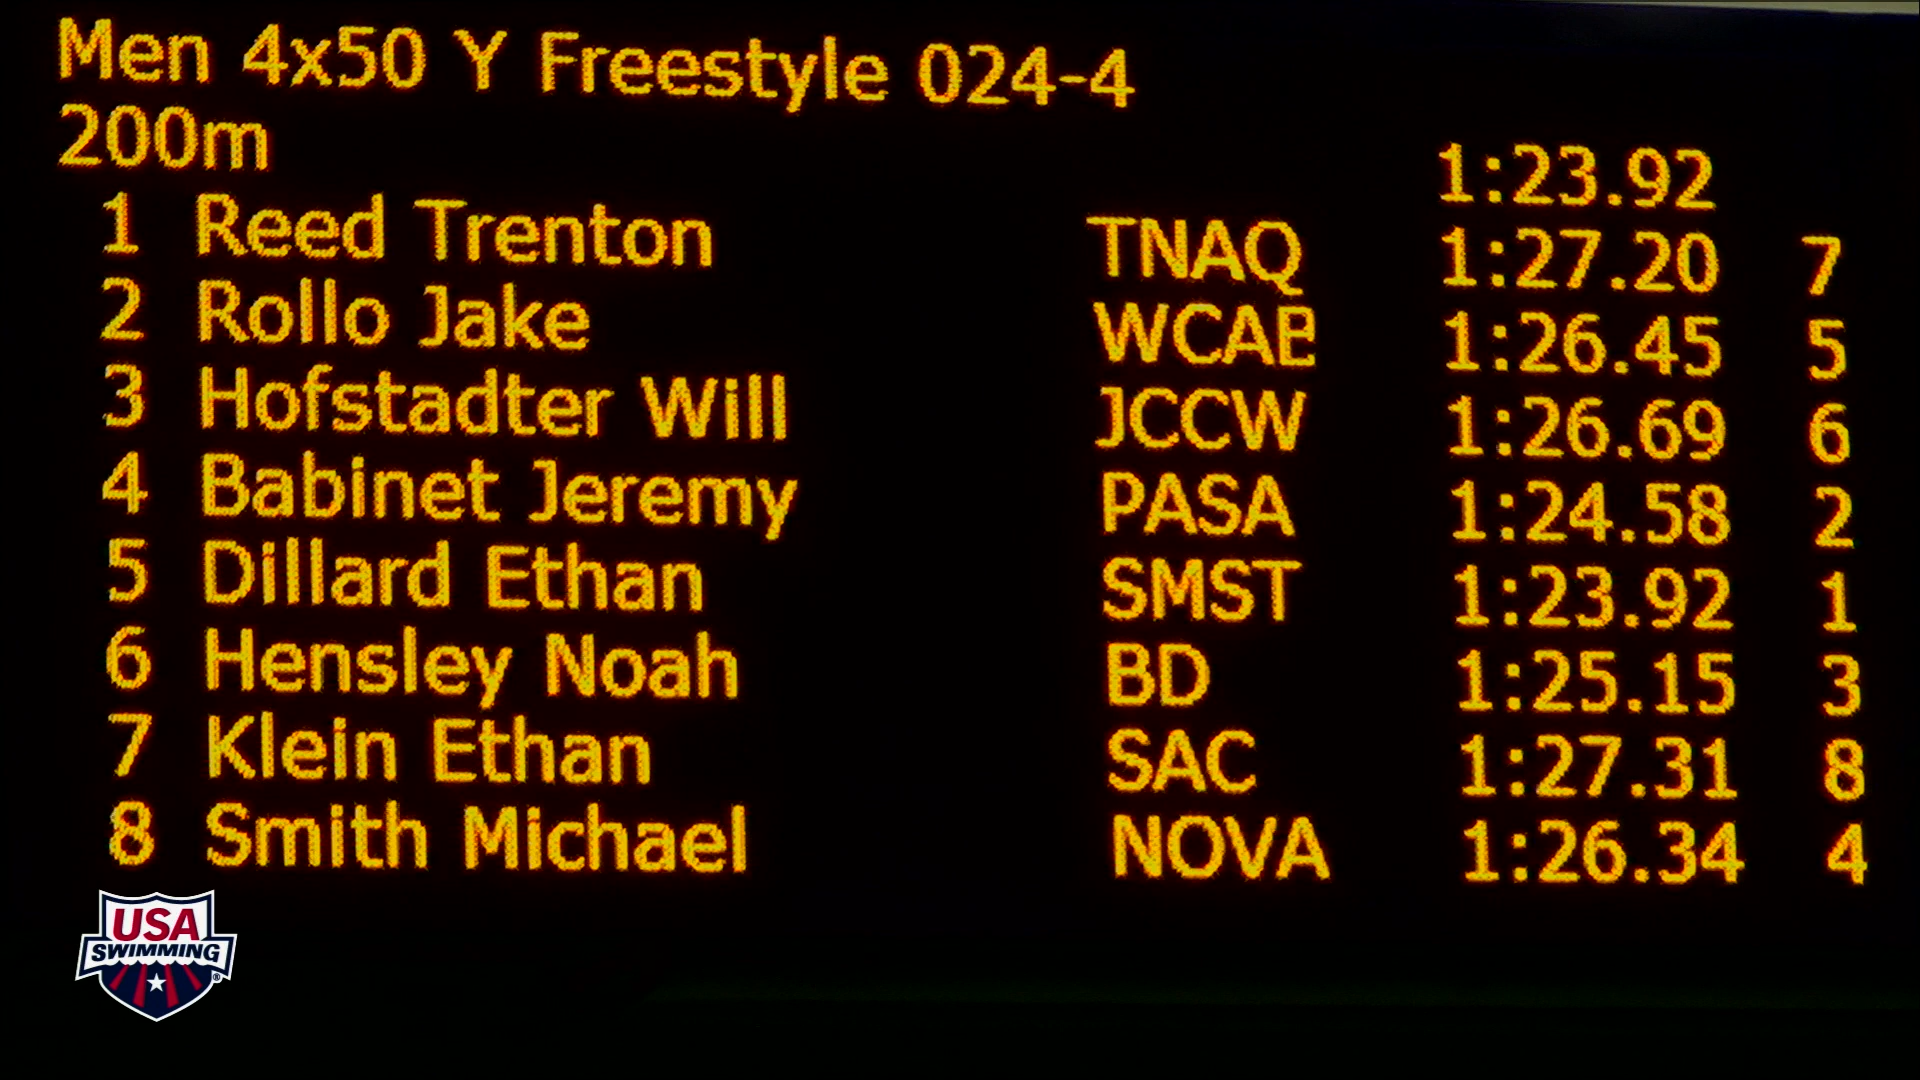 Men 4x50 Y Freestyle 024-4
200m 1:23.92
1 Reed Trenton TNAQ 1:27.20 7
2 Rollo Jake WCAB 1:26.45 5
3 Hofstadter Will JCCW 1:26.69 6
4 Babinet Jeremy PASA 1:24.58 2
5 Dillard Ethan SMST 1:23.92 1
6 Hensley Noah BD 1:25.15 3
7 Klein Ethan SAC 1:27.31 8
8 Smith Michael NOVA 1:26.34 4
USA
SWIMMING®